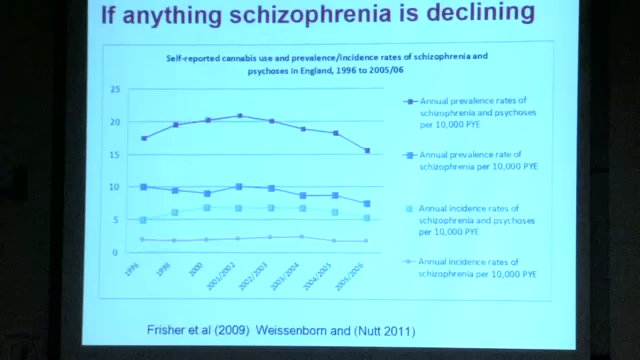 If anything schizophrenia is declining
Self-reported cannabis use and prevalence/incidence rates of schizophrenia and
psychoses in England, 1996 to 2005/06
25
20
15
10
5
0
1996
1998
2000
2001/2002
2002/2003
2003/2004
2004/2005
2005/2006
Annual prevalence rates of
schizophrenia and psychoses
per 10,000 PYE
Annual prevalence rate of
schizophrenia per 10,000 PYE
Annual incidence rates of
schizophrenia and psychoses
per 10,000 PYE
Annual incidence rates of
schizophrenia per 10,000 PYE
Frisher et al (2009) Weissenborn and (Nutt 2011)